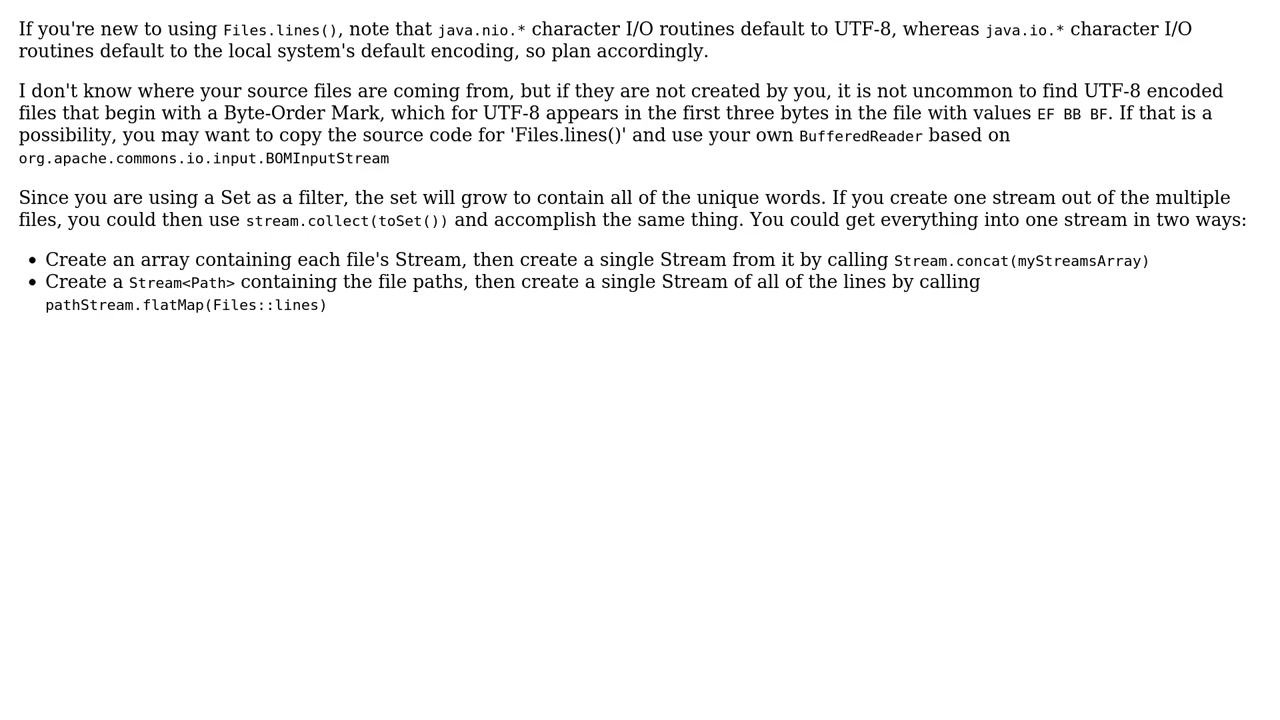 If you're new to using Files.lines(), note that java.nio.* character I/O routines default to UTF-8, whereas java.io.* character I/O
routines default to the local system's default encoding, so plan accordingly.
I don't know where your source files are coming from, but if they are not created by you, it is not uncommon to find UTF-8 encoded
files that begin with a Byte-Order Mark, which for UTF-8 appears in the first three bytes in the file with values EF BB BF. If that is a
possibility, you may want to copy the source code for 'Files.lines()' and use your own BufferedReader based on
org.apache.commons.io.input.BOMInputStream
Since you are using a Set as a filter, the set will grow to contain all of the unique words. If you create one stream out of the multiple
files, you could then use stream.collect(toSet()) and accomplish the same thing. You could get everything into one stream in two ways:
• Create an array containing each file's Stream, then create a single Stream from it by calling Stream.concat(myStreamsArray)
• Create a Stream<Path> containing the file paths, then create a single Stream of all of the lines by calling
pathStream.flatMap(Files::lines)